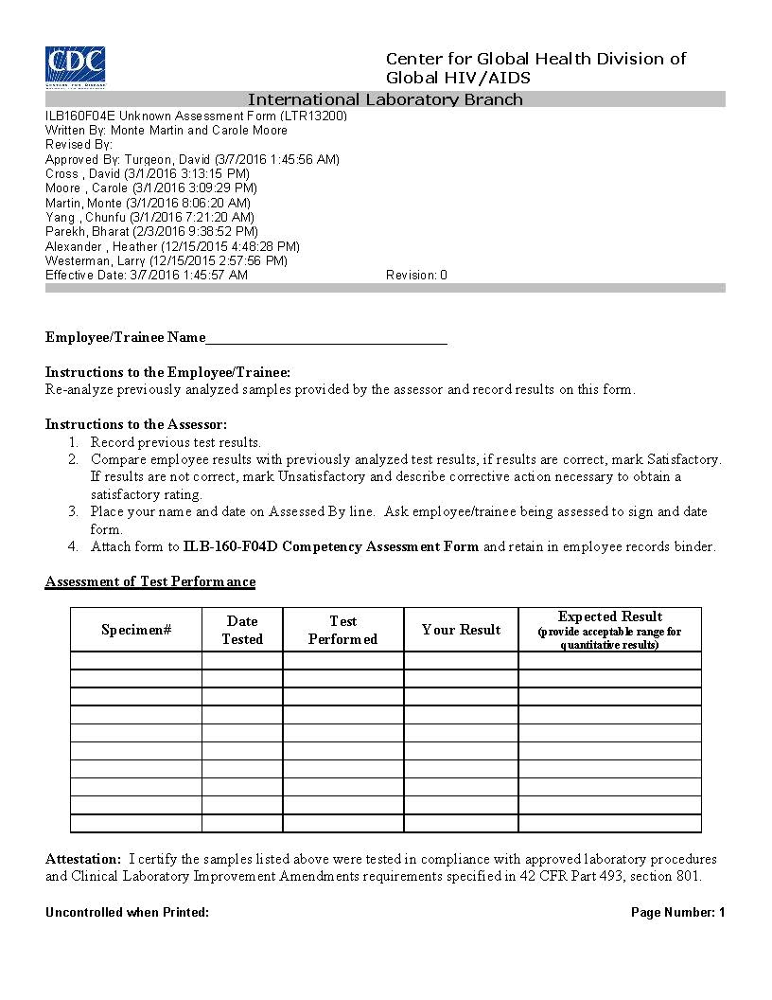 CDC
Center for Global Health Division of
Global HIV/AIDS
International Laboratory Branch
ILB160F04E Unknown Assessment Form (LTR13200)
Written By: Monte Martin and Carole Moore
Revised By:
Approved By: Turgeon, David (3/7/2016 1:45:56 AM)
Cross , David (3/1/2016 3:13:15 PM)
Moore , Carole (3/1/2016 3:09:29 PM)
Martin, Monte (3/1/2016 8:06:20 AM)
Yang , Chunfu (3/1/2016 7:21:20 AM)
Parekh, Bharat (2/3/2016 9:38:52 PM)
Alexander , Heather (12/15/2015 4:48:28 PM)
Westerman, Larry (12/15/2015 2:57:56 PM)
Effective Date: 3/7/2016 1:45:57 AM Revision: 0
Employee/Trainee Name________________________________
Instructions to the Employee/Trainee:
Re-analyze previously analyzed samples provided by the assessor and record results on this form.
Instructions to the Assessor:
1. Record previous test results.
2. Compare employee results with previously analyzed test results, if results are correct, mark Satisfactory.
If results are not correct, mark Unsatisfactory and describe corrective action necessary to obtain a
satisfactory rating.
3. Place your name and date on Assessed By line. Ask employee/trainee being assessed to sign and date
form.
4. Attach form to ILB-160-F04D Competency Assessment Form and retain in employee records binder.
Assessment of Test Performance
Specimen#
Date
Tested
Test
Performed
Your Result
Expected Result
(provide acceptable range for
quantitative results)
Attestation: I certify the samples listed above were tested in compliance with approved laboratory procedures
and Clinical Laboratory Improvement Amendments requirements specified in 42 CFR Part 493, section 801.
Uncontrolled when Printed: Page Number: 1